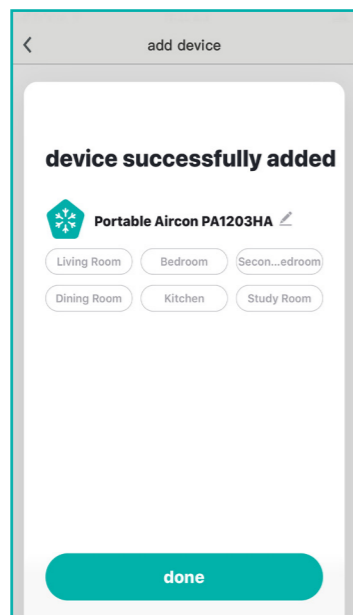 add device
device successfully added
Portable Aircon PA1203HA
Living Room Bedroom Secon...edroom
Dining Room Kitchen Study Room
done